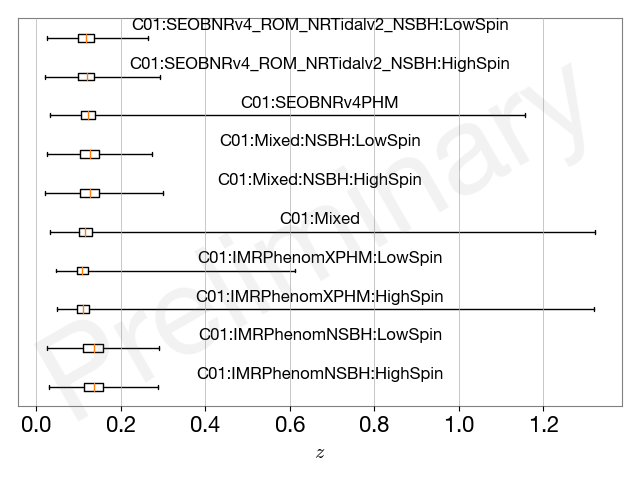 C01:SEOBNRv4_ROM_NRTidalv2_NSBH:LowSpin
C01:SEOBNRv4_ROM_NRTidalv2_NSBH:HighSpin
C01:SEOBNRv4PHM
C01:Mixed:NSBH:LowSpin
C01:Mixed:NSBH:HighSpin
C01:Mixed
C01:IMRPhenomXPHM:LowSpin
C01:IMRPhenomXPHM:HighSpin
C01:IMRPhenomNSBH:LowSpin
C01:IMRPhenomNSBH:HighSpin
Preliminary
0.0 0.2 0.4 0.6 0.8 1.0 1.2
z